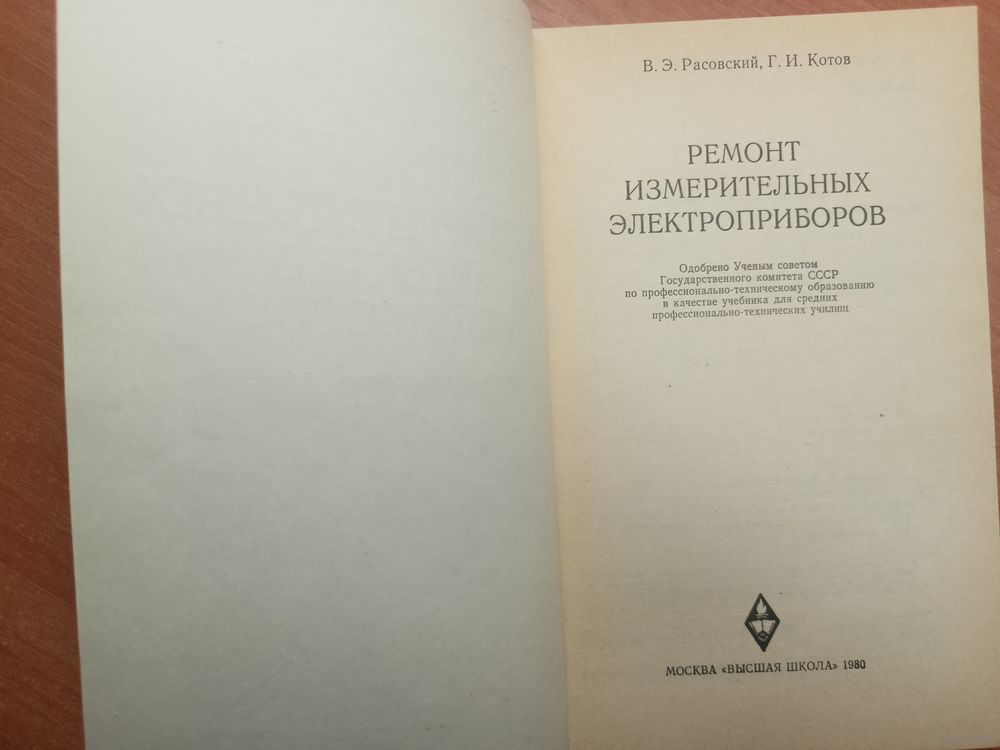 В. Э. Расовский, Г. И. Котов
РЕМОНТ
ИЗМЕРИТЕЛЬНЫХ
ЭЛЕКТРОПРИБОРОВ
Одобрено Ученым советом
Государственного комитета СССР
по профессионально-техническому образованию
в качестве учебника для средних
профессионально-технических училищ
МОСКВА «ВЫСШАЯ ШКОЛА» 1980